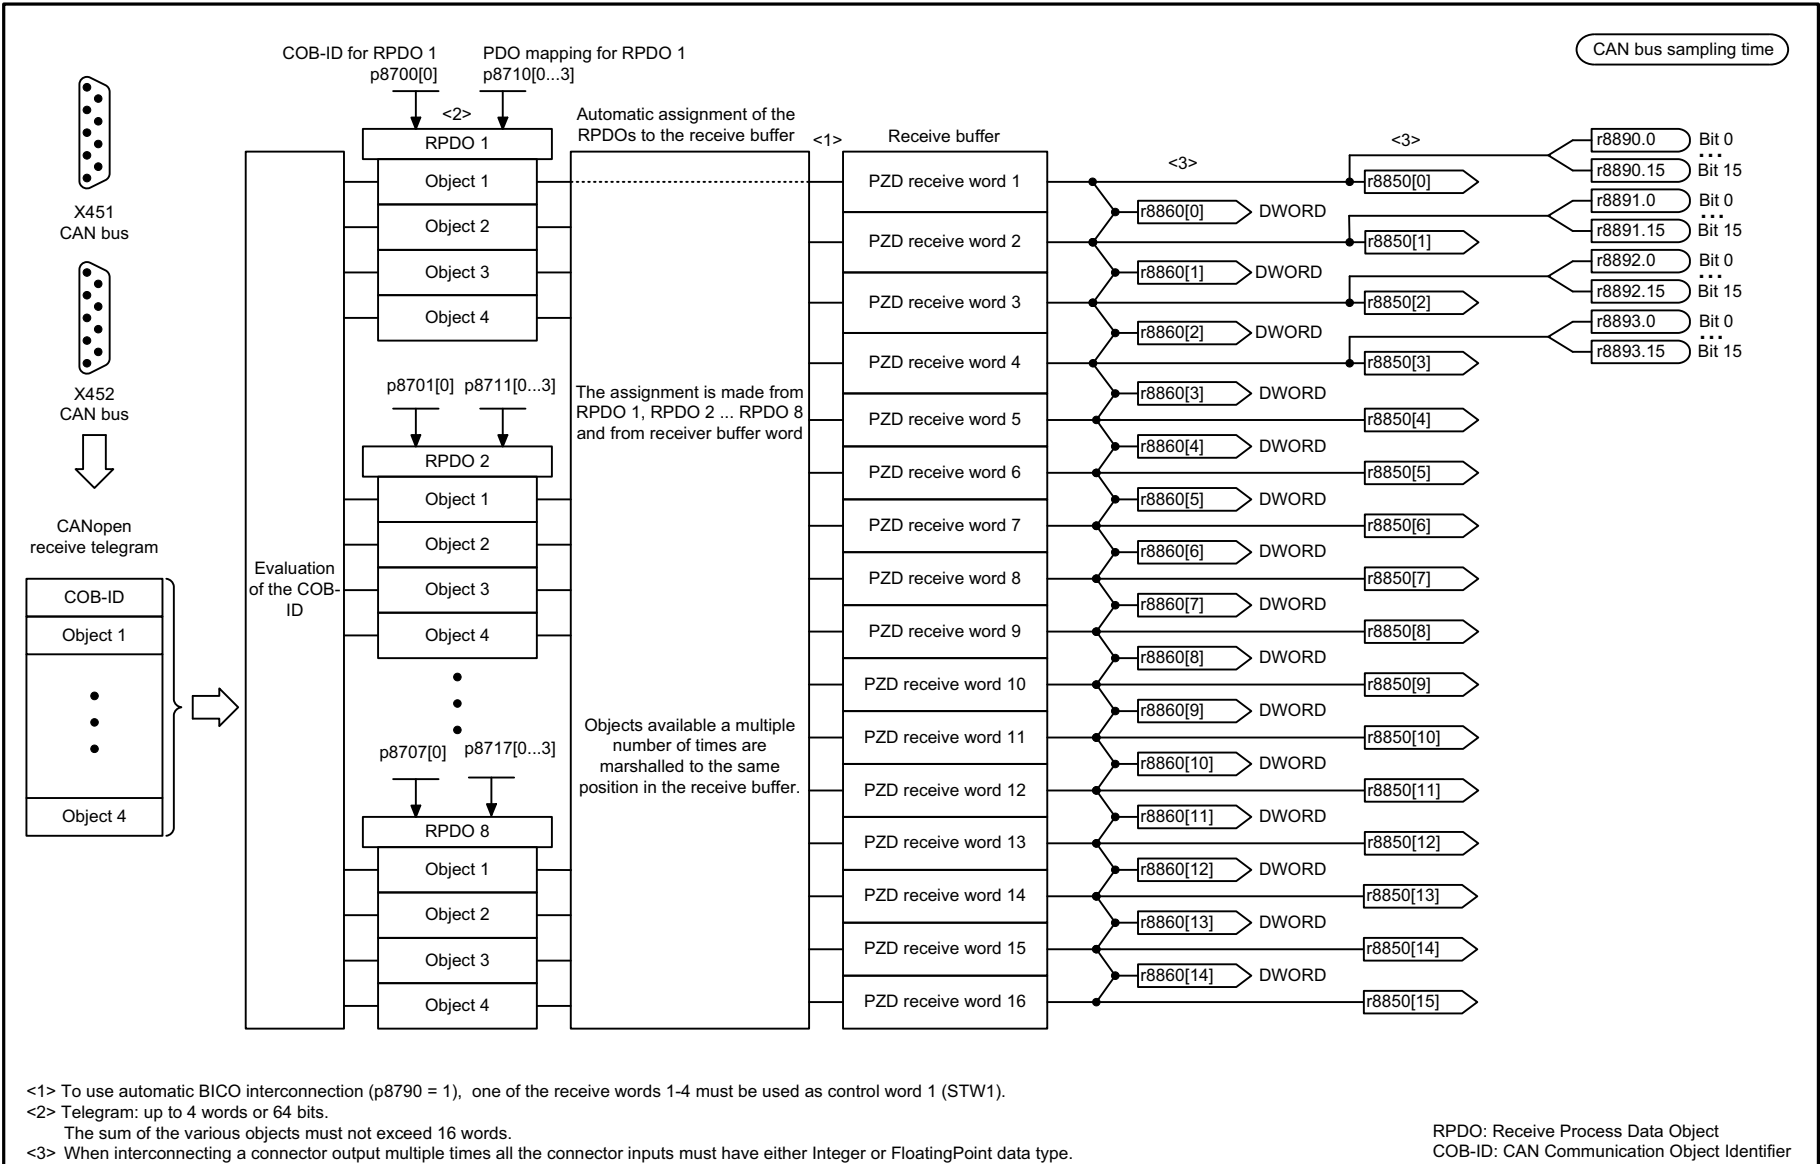 COB-ID for RPDO 1
p8700[0]
PDO mapping for RPDO 1
p8710[0...3]
CAN bus sampling time
X451
CAN bus
X452
CAN bus
CANopen
receive telegram
COB-ID
Object 1
Object 4
Evaluation
of the COB-
ID
<2>
RPDO 1
Object 1
Object 2
Object 3
Object 4
p8701[0]
p8711[0...3]
RPDO 2
Object 1
Object 2
Object 3
Object 4
p8707[0]
p8717[0...3]
RPDO 8
Object 1
Object 2
Object 3
Object 4
Automatic assignment of the
RPDOs to the receive buffer
The assignment is made from
RPDO 1, RPDO 2 ... RPDO 8
and from receiver buffer word
Objects available a multiple
number of times are
marshalled to the same
position in the receive buffer.
<1>
Receive buffer
PZD receive word 1
PZD receive word 2
PZD receive word 3
PZD receive word 4
PZD receive word 5
PZD receive word 6
PZD receive word 7
PZD receive word 8
PZD receive word 9
PZD receive word 10
PZD receive word 11
PZD receive word 12
PZD receive word 13
PZD receive word 14
PZD receive word 15
PZD receive word 16
<3>
r8860[0] DWORD
r8860[1] DWORD
r8860[2] DWORD
r8860[3] DWORD
r8860[4] DWORD
r8860[5] DWORD
r8860[6] DWORD
r8860[7] DWORD
r8860[8] DWORD
r8860[9] DWORD
r8860[10] DWORD
r8860[11] DWORD
r8860[12] DWORD
r8860[13] DWORD
r8860[14] DWORD
<3>
r8850[0]
r8850[1]
r8850[2]
r8850[3]
r8850[4]
r8850[5]
r8850[6]
r8850[7]
r8850[8]
r8850[9]
r8850[10]
r8850[11]
r8850[12]
r8850[13]
r8850[14]
r8850[15]
r8890.0 Bit 0
...
r8890.15 Bit 15
r8891.0 Bit 0
...
r8891.15 Bit 15
r8892.0 Bit 0
...
r8892.15 Bit 15
r8893.0 Bit 0
...
r8893.15 Bit 15
<1> To use automatic BICO interconnection (p8790 = 1), one of the receive words 1-4 must be used as control word 1 (STW1).
<2> Telegram: up to 4 words or 64 bits.
The sum of the various objects must not exceed 16 words.
<3> When interconnecting a connector output multiple times all the connector inputs must have either Integer or FloatingPoint data type.
RPDO: Receive Process Data Object
COB-ID: CAN Communication Object Identifier